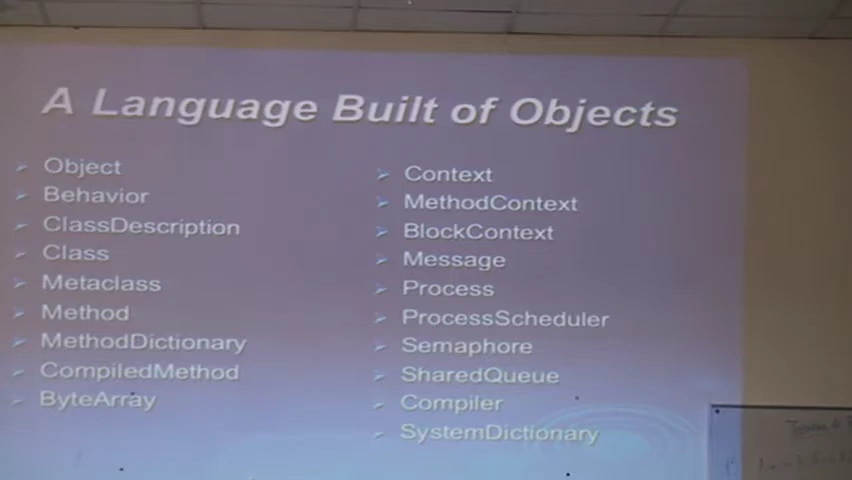 A Language Built of Objects
Object
Behavior
ClassDescription
Class
Metaclass
Method
MethodDictionary
CompiledMethod
ByteArray
Context
MethodContext
BlockContext
Message
Process
ProcessScheduler
Semaphore
SharedQueue
Compiler
SystemDictionary